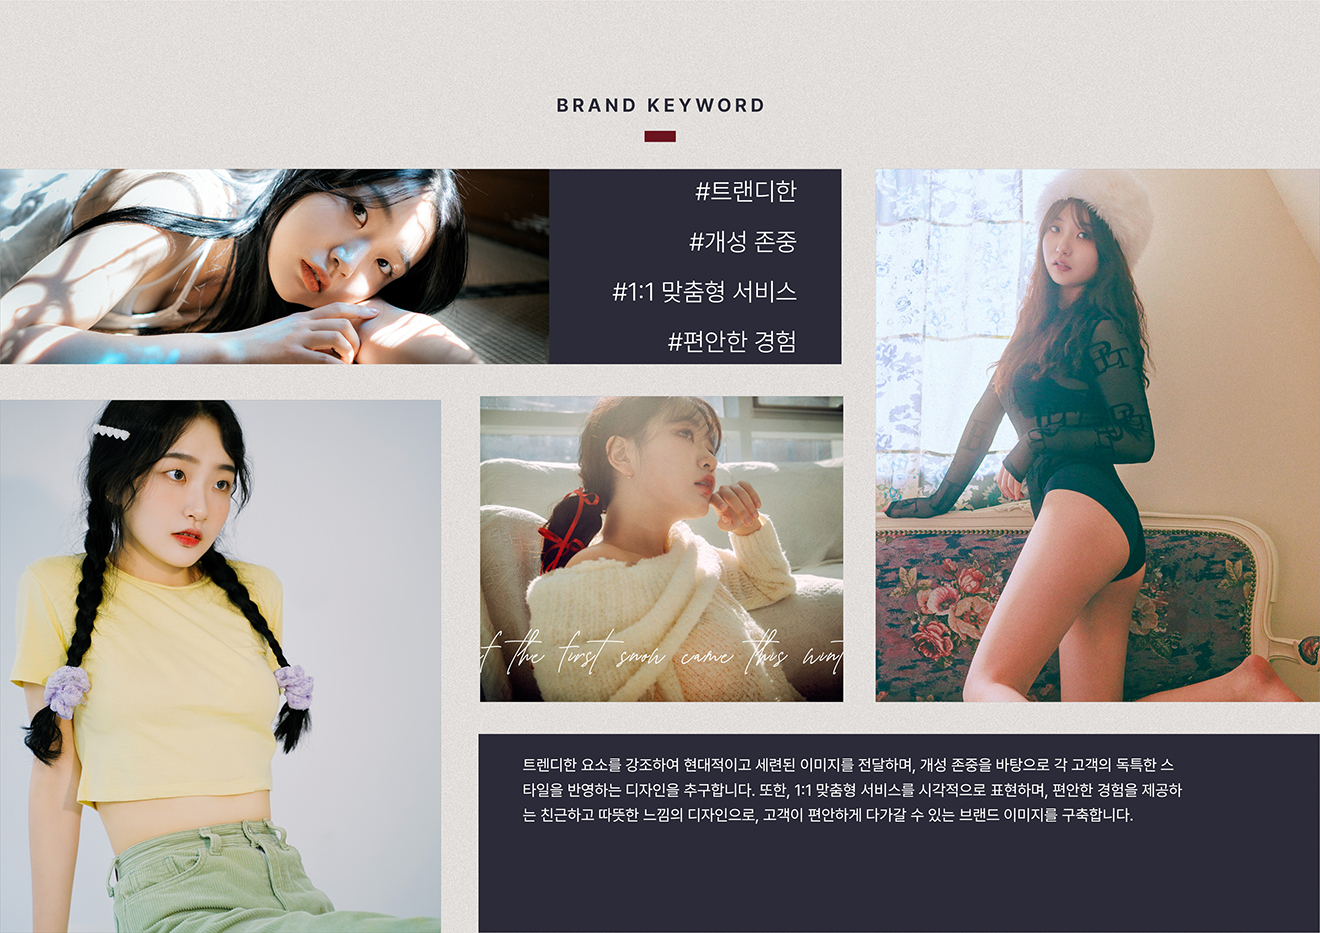 BRAND KEYWORD
#트랜디한
#개성 존중
#1:1 맞춤형 서비스
#편안한 경험
f the first snow came this wint
트렌디한 요소를 강조하여 현대적이고 세련된 이미지를 전달하며, 개성 존중을 바탕으로 각 고객의 독특한 스
타일을 반영하는 디자인을 추구합니다. 또한, 1:1 맞춤형 서비스를 시각적으로 표현하며, 편안한 경험을 제공하
는 친근하고 따뜻한 느낌의 디자인으로, 고객이 편안하게 다가갈 수 있는 브랜드 이미지를 구축합니다.